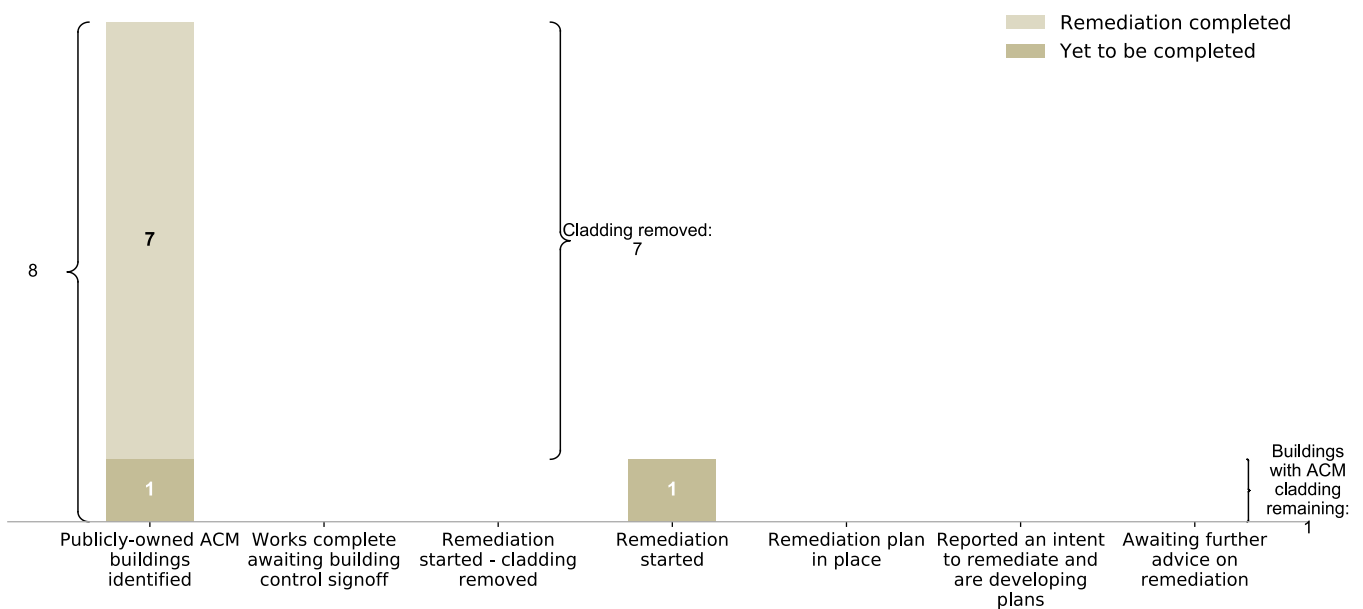 Remediation completed
Yet to be completed
7
Cladding removed:
7
8
1
1
Buildings
with ACM
cladding
remaining:
1
Publicly-owned ACM
buildings
identified
Works complete
awaiting building
control signoff
Remediation
started - cladding
removed
Remediation
started
Remediation plan
in place
Reported an intent
to remediate and
are developing
plans
Awaiting further
advice on
remediation